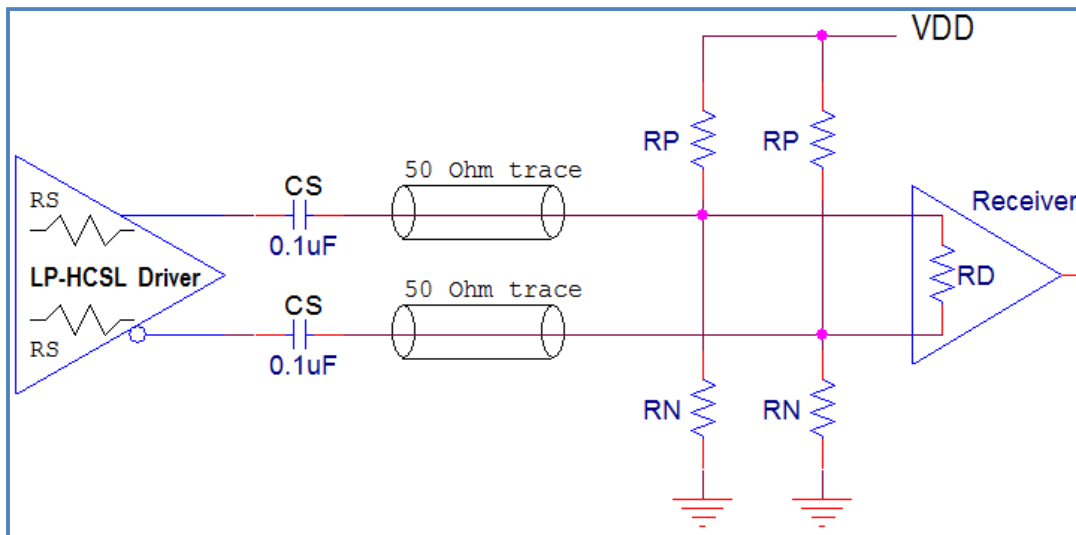 VDD
RP
RP
50 Ohm trace
CS
0.1uF
RS
LP-HCSL Driver
RS
Receiver
RD
50 Ohm trace
CS
0.1uF
RN
RN